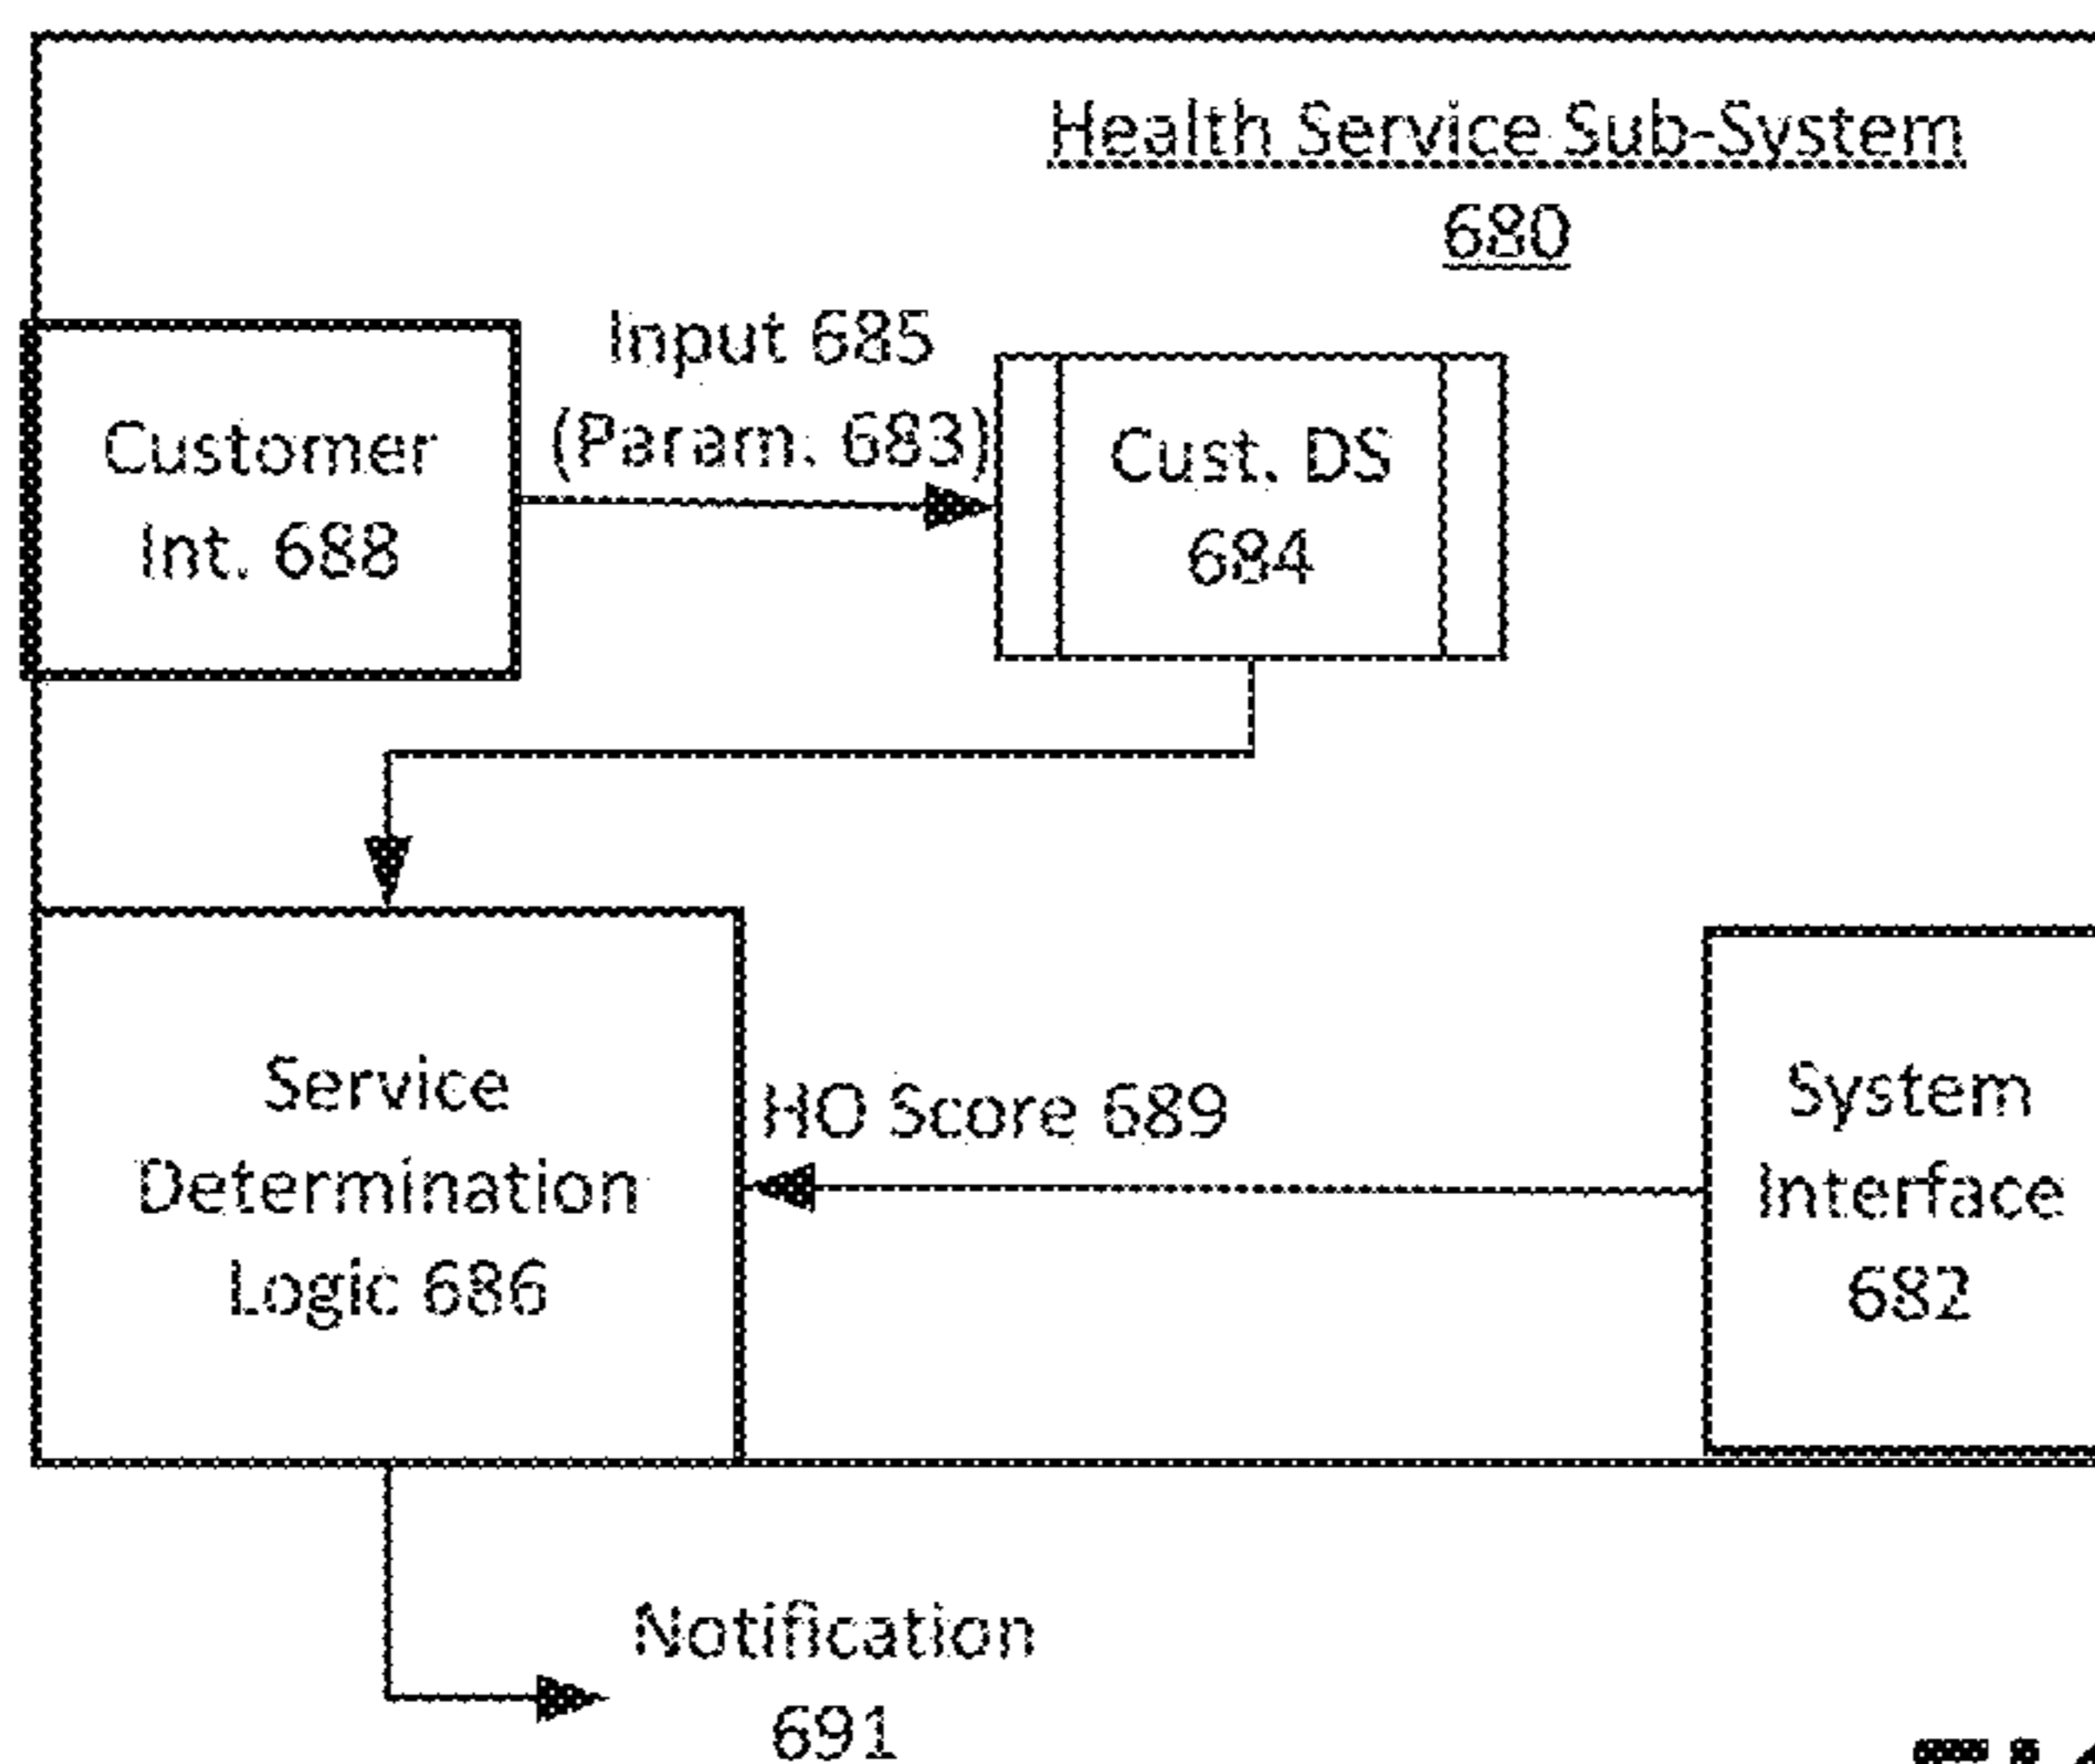 Health Service Sub-System
680
Input 685
(Param. 683)
Customer
Int. 688
Cust. DS
684
Service
Determination
Logic 686
HO Score 689
System
Interface
682
Notification
691